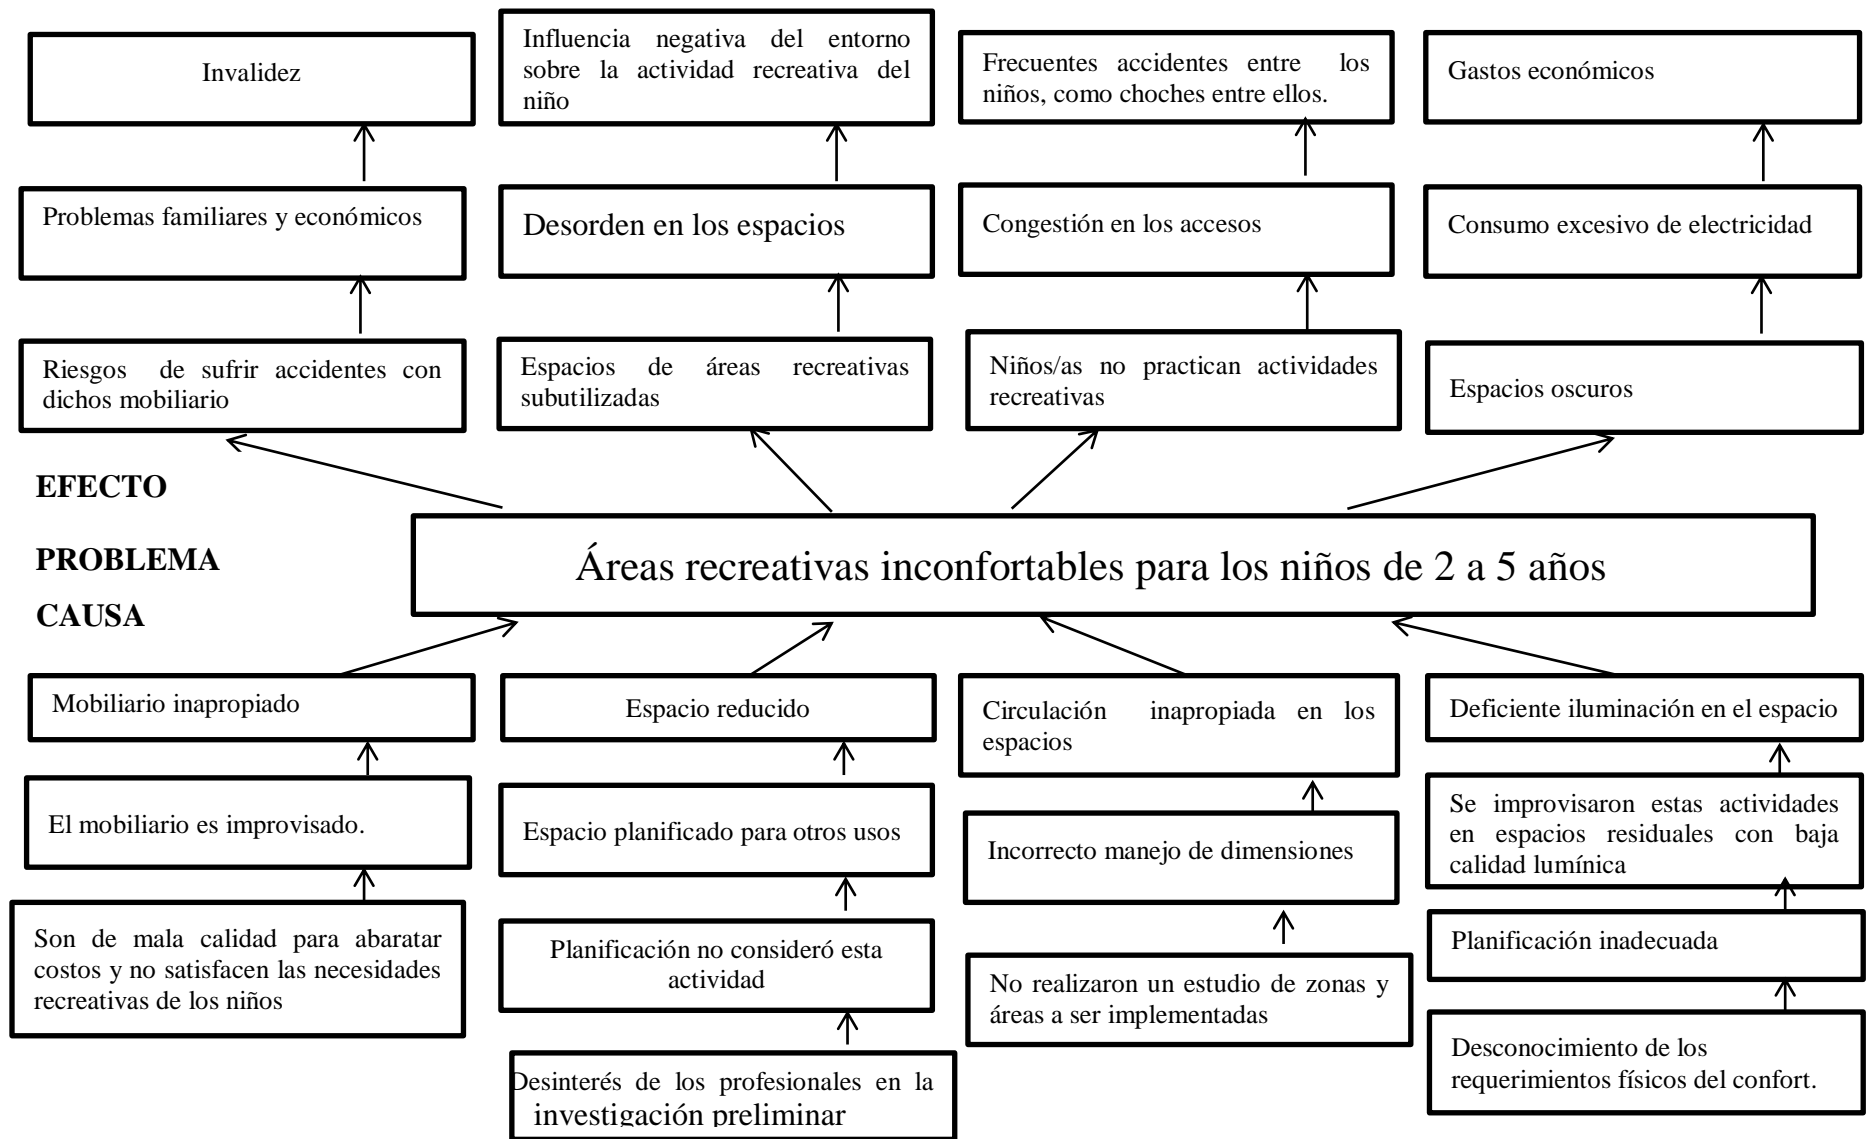 Invalidez
Influencia negativa del entorno
sobre la actividad recreativa del
niño
Frecuentes accidentes entre los
niños, como choches entre ellos.
Gastos económicos
Problemas familiares y económicos
Desorden en los espacios
Congestión en los accesos
Consumo excesivo de electricidad
Riesgos de sufrir accidentes con
dichos mobiliario
Espacios de áreas recreativas
subutilizadas
Niños/as no practican actividades
recreativas
Espacios oscuros
EFECTO
PROBLEMA
Áreas recreativas inconfortables para los niños de 2 a 5 años
CAUSA
Mobiliario inapropiado
Espacio reducido
Circulación inapropiada en los
espacios
Deficiente iluminación en el espacio
El mobiliario es improvisado.
Espacio planificado para otros usos
Incorrecto manejo de dimensiones
Se improvisaron estas actividades
en espacios residuales con baja
calidad lumínica
Son de mala calidad para abaratar
costos y no satisfacen las necesidades
recreativas de los niños
Planificación no consideró esta
actividad
No realizaron un estudio de zonas y
áreas a ser implementadas
Planificación inadecuada
Desinterés de los profesionales en la
investigación preliminar
Desconocimiento de los
requerimientos físicos del confort.